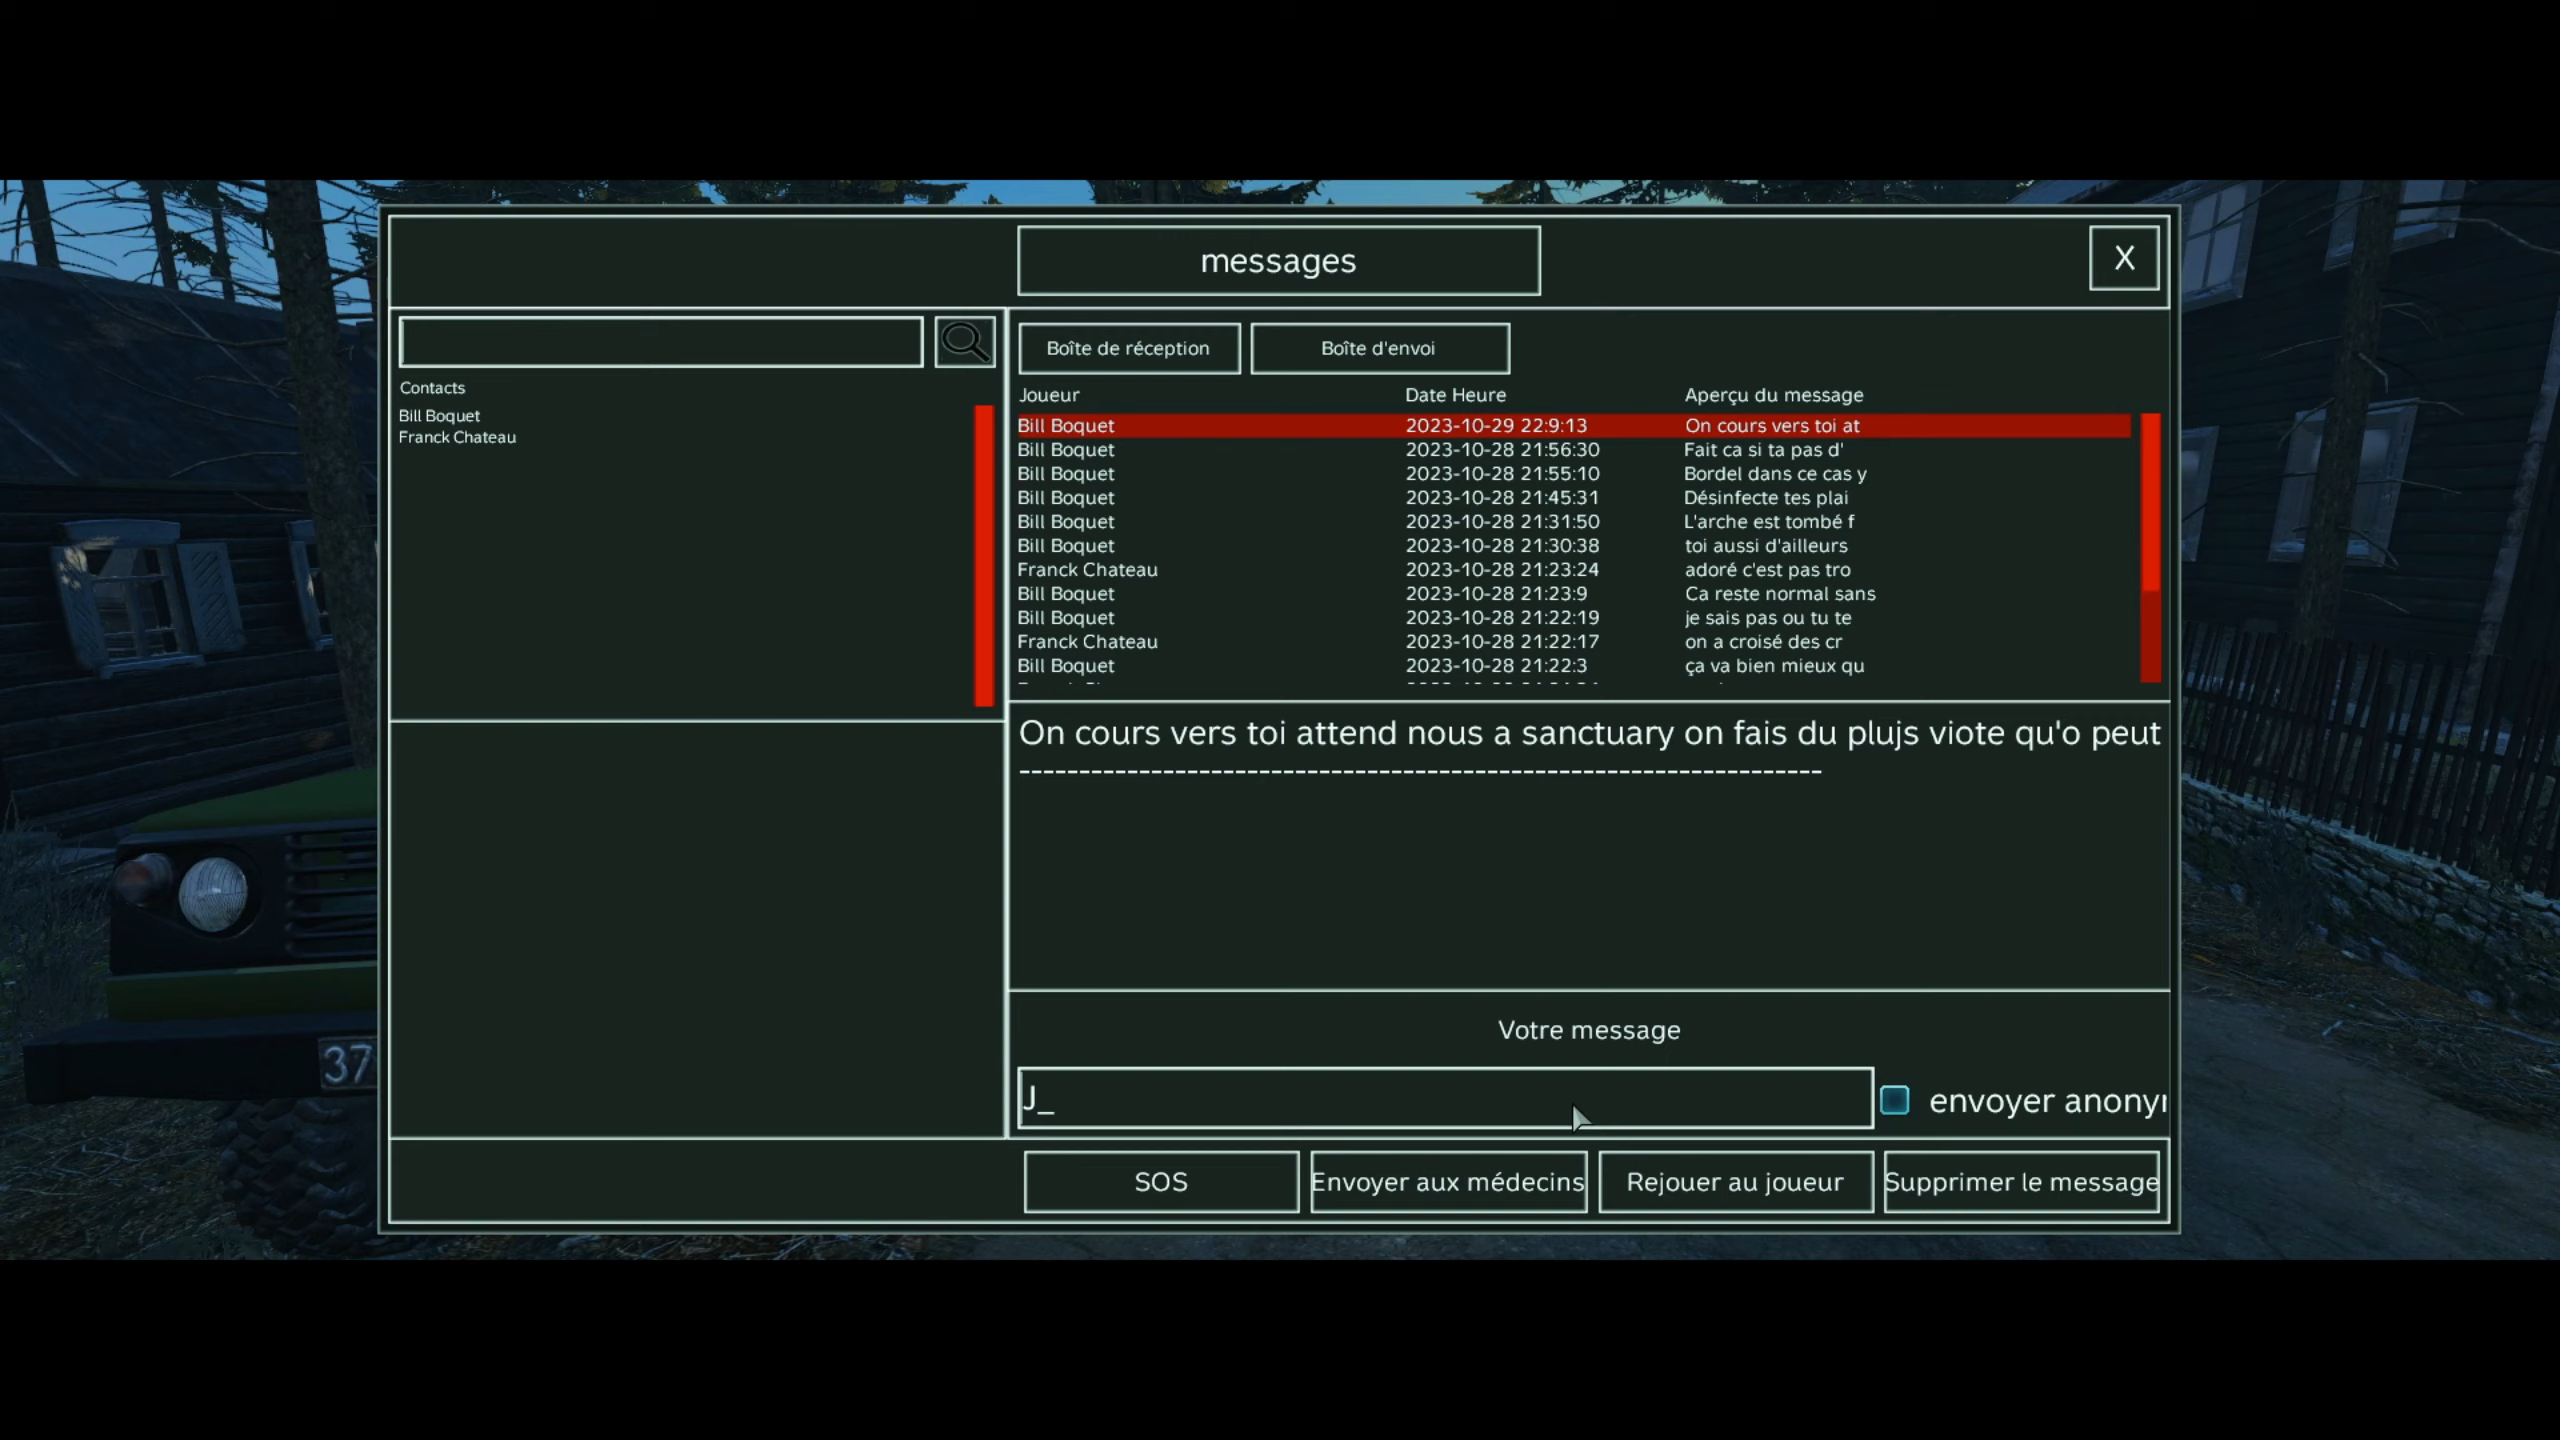 messages
X
Contacts
Bill Boquet
Franck Chateau
Boîte de réception
Boîte d'envoi
Joueur Date Heure Aperçu du message
Bill Boquet 2023-10-29 22:9:13 On cours vers toi at
Bill Boquet 2023-10-28 21:56:30 Fait ca si ta pas d'
Bill Boquet 2023-10-28 21:55:10 Bordel dans ce cas y
Bill Boquet 2023-10-28 21:45:31 Désinfecte tes plai
Bill Boquet 2023-10-28 21:31:50 L'arche est tombé f
Bill Boquet 2023-10-28 21:30:38 toi aussi d'ailleurs
Franck Chateau 2023-10-28 21:23:24 adoré c'est pas tro
Bill Boquet 2023-10-28 21:23:9 Ca reste normal sans
Bill Boquet 2023-10-28 21:22:19 je sais pas ou tu te
Franck Chateau 2023-10-28 21:22:17 on a croisé des cr
Bill Boquet 2023-10-28 21:22:3 ça va bien mieux qu
On cours vers toi attend nous a sanctuary on fais du plujs viote qu'o peut
-------------------------------------------------------------------
Votre message
J_
envoyer anony
SOS
Envoyer aux médecins
Rejouer au joueur
Supprimer le message
37